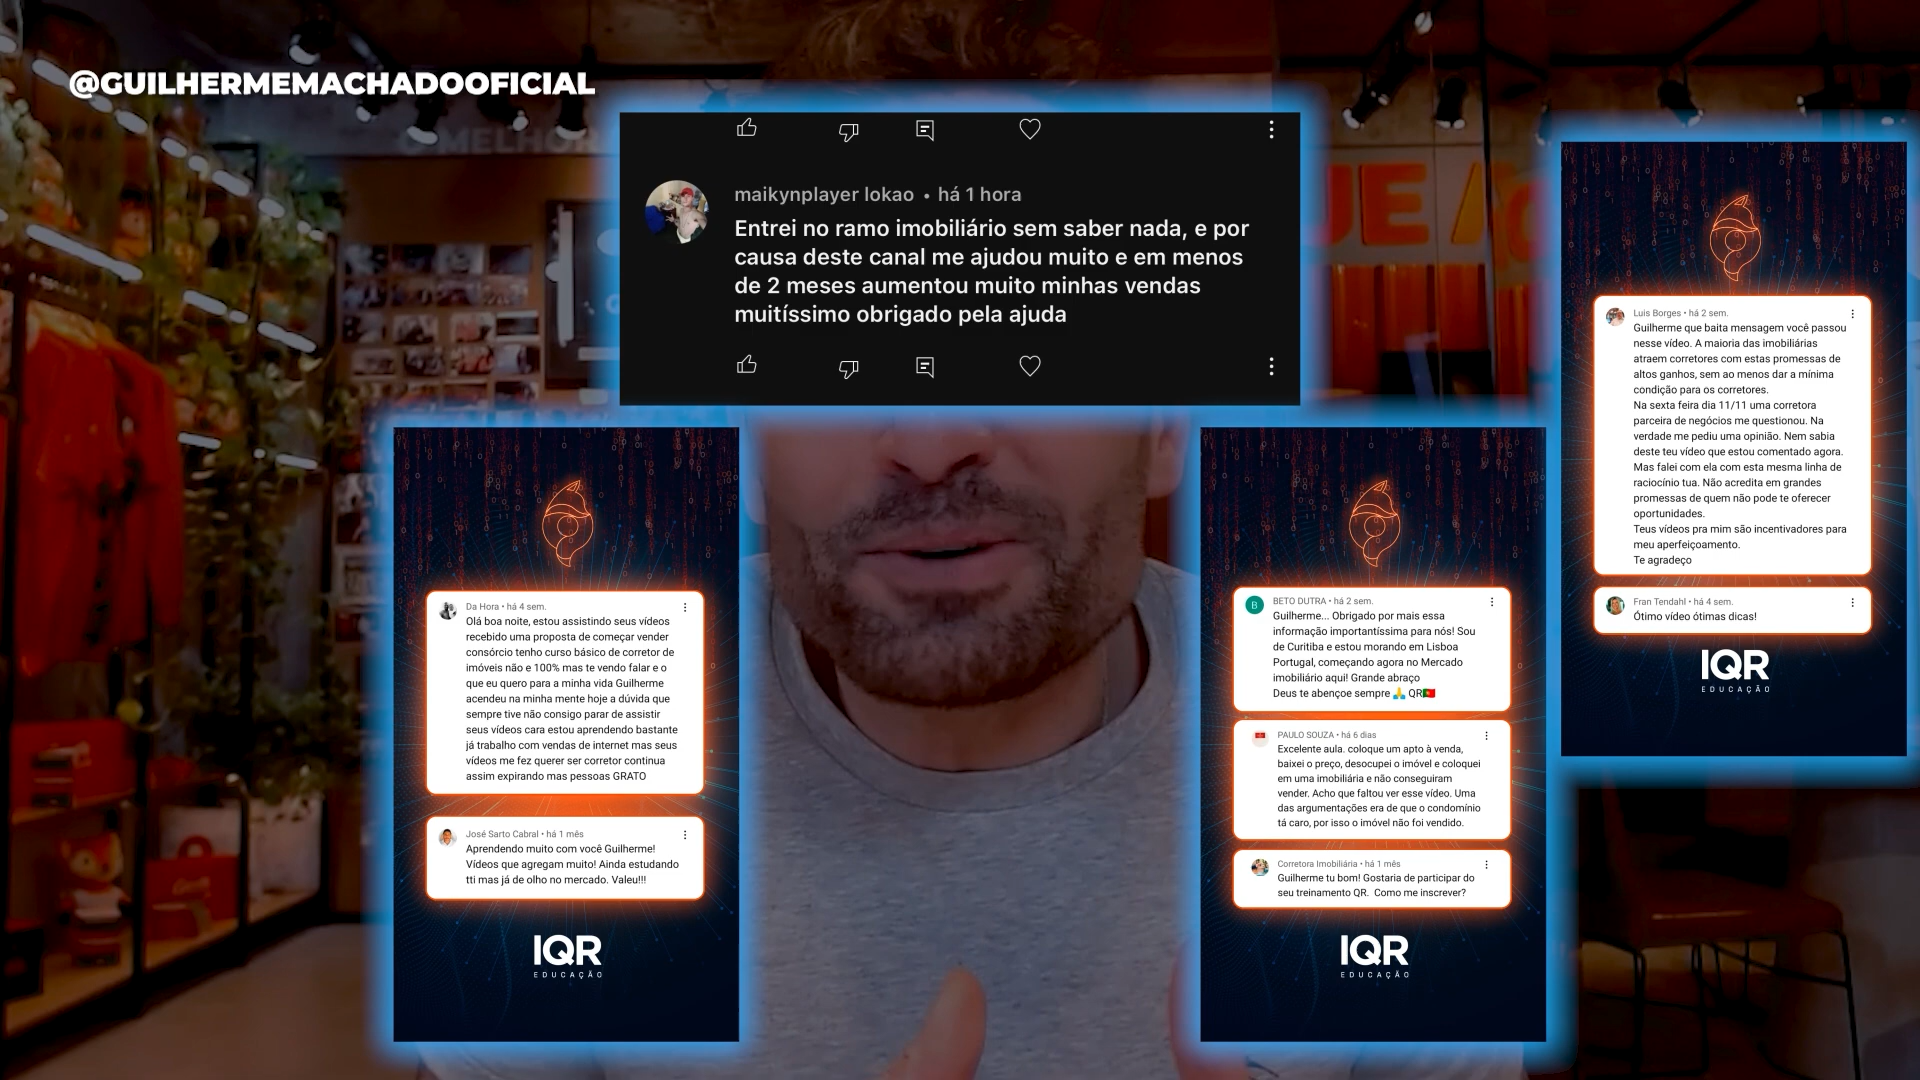 @GUILHERMEMACHADOOFICIAL
MELHOR
UE A
maikynplayer lokao • há 1 hora
Entrei no ramo imobiliário sem saber nada, e por
causa deste canal me ajudou muito e em menos
de 2 meses aumentou muito minhas vendas
muitíssimo obrigado pela ajuda
Da Hora • há 4 sem.
Olá boa noite, estou assistindo seus vídeos
recebido uma proposta de começar vender
consórcio tenho curso básico de corretor de
imóveis não e 100% mas te vendo falar e o
que eu quero para a minha vida Guilherme
acendeu na minha mente hoje a dúvida que
sempre tive não consigo parar de assistir
seus vídeos cara estou aprendendo bastante
já trabalho com vendas de internet mas seus
vídeos me fez querer ser corretor continua
assim expirando mas pessoas GRATO
José Sarto Cabral • há 1 mês
Aprendendo muito com você Guilherme!
Vídeos que agregam muito! Ainda estudando
tti mas já de olho no mercado. Valeu!!!
IQR
EDUCAÇÃO
B
BETO DUTRA • há 2 sem.
Guilherme... Obrigado por mais essa
informação importantíssima para nós! Sou
de Curitiba e estou morando em Lisboa
Portugal, começando agora no Mercado
imobiliário aqui! Grande abraço
Deus te abençoe sempre 🙏 QR🇵🇹
PAULO SOUZA • há 6 dias
Excelente aula. coloque um apto à venda,
baixei o preço, desocupei o imóvel e coloquei
em uma imobiliária e não conseguiram
vender. Acho que faltou ver esse vídeo. Uma
das argumentações era de que o condomínio
tá caro, por isso o imóvel não foi vendido.
Corretora Imobiliária • há 1 mês
Guilherme tu bom! Gostaria de participar do
seu treinamento QR. Como me inscrever?
IQR
EDUCAÇÃO
Luis Borges • há 2 sem.
Guilherme que baita mensagem você passou
nesse vídeo. A maioria das imobiliárias
atraem corretores com estas promessas de
altos ganhos, sem ao menos dar a mínima
condição para os corretores.
Na sexta feira dia 11/11 uma corretora
parceira de negócios me questionou. Na
verdade me pediu uma opinião. Nem sabia
deste teu vídeo que estou comentado agora.
Mas falei com ela com esta mesma linha de
raciocínio tua. Não acredita em grandes
promessas de quem não pode te oferecer
oportunidades.
Teus vídeos pra mim são incentivadores para
meu aperfeiçoamento.
Te agradeço
Fran Tendahl • há 4 sem.
Ótimo vídeo ótimas dicas!
IQR
EDUCAÇÃO